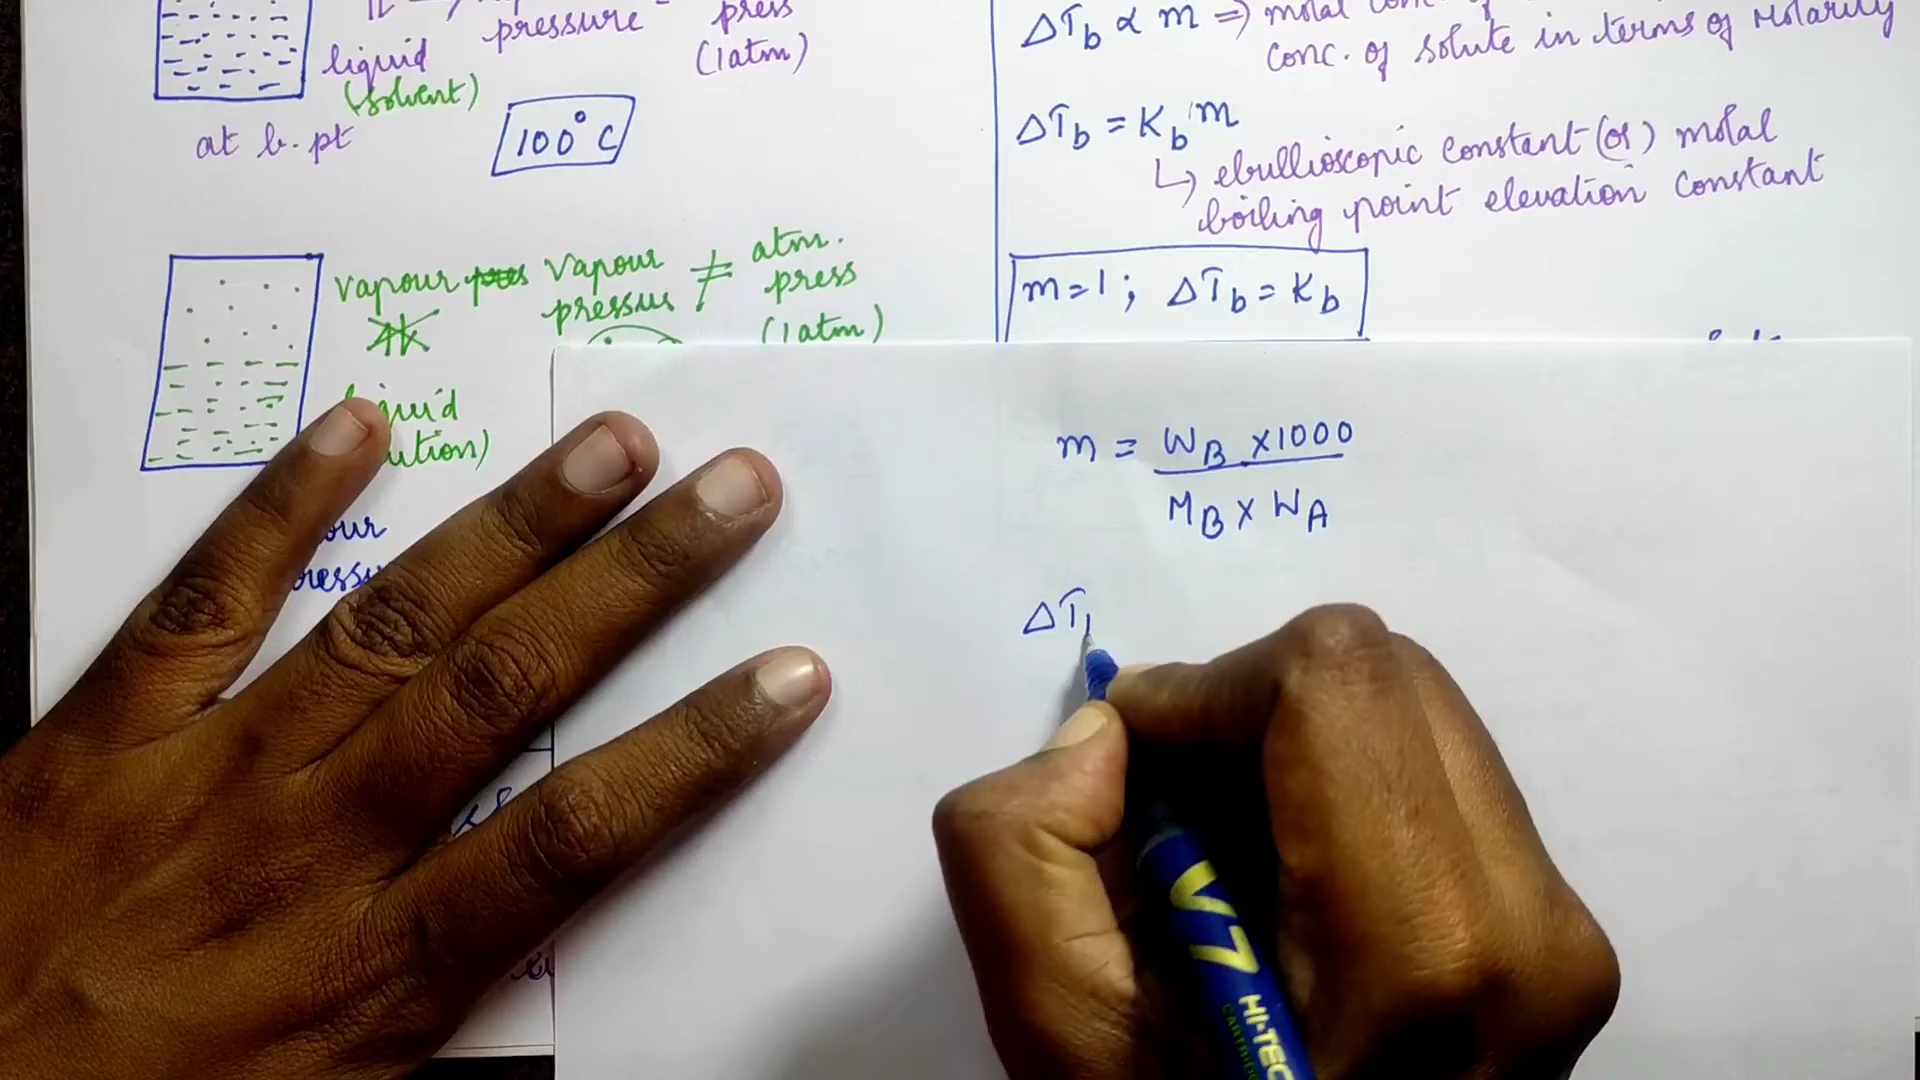 pressure
press
(1atm)
liquid
(solvent)
at b.pt
100°C
vapour vapour ≠ atm.
pressure press
(1atm)
liquid
our
ΔTb α m ⇒ molal
conc. of solute in terms of Molarity
ΔTb = Kb m
↳ ebullioscopic constant (or) molal
boiling point elevation constant
m=1 ; ΔTb = Kb
m = WB ×1000
MB × WA
ΔT
V7
HI-TEC